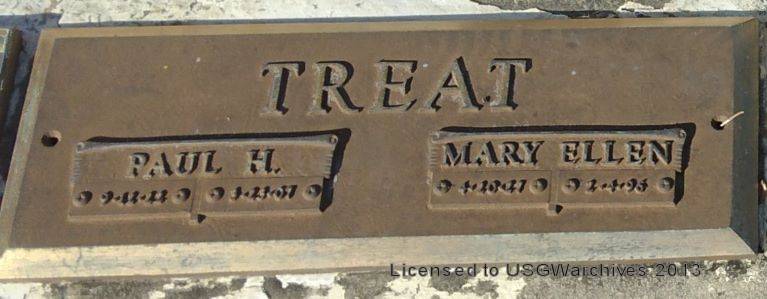 TREAT
PAUL H.
MARY ELLEN
Licensed to USGWarchives 2013